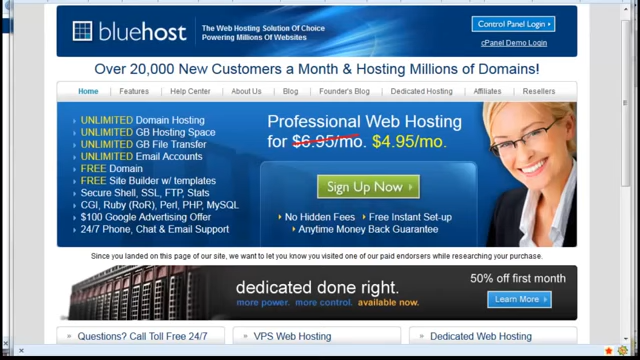 bluehost
The Web Hosting Solution Of Choice
Powering Millions Of Websites
Control Panel Login
cPanel Demo Login
Over 20,000 New Customers a Month & Hosting Millions of Domains!
Home Features Help Center About Us Blog Founder's Blog Dedicated Hosting Affiliates Resellers
UNLIMITED Domain Hosting
UNLIMITED GB Hosting Space
UNLIMITED GB File Transfer
UNLIMITED Email Accounts
FREE Domain
FREE Site Builder w/ templates
Secure Shell, SSL, FTP, Stats
CGI, Ruby (RoR), Perl, PHP, MySQL
$100 Google Advertising Offer
24/7 Phone, Chat & Email Support
Professional Web Hosting
for $6.95/mo. $4.95/mo.
Sign Up Now
No Hidden Fees Free Instant Set-up
Anytime Money Back Guarantee
Since you landed on this page of our site, we want to let you know you visited one of our paid endorsers while researching your purchase.
dedicated done right.
more power. more control. available now.
50% off first month
Learn More
Questions? Call Toll Free 24/7
VPS Web Hosting
Dedicated Web Hosting